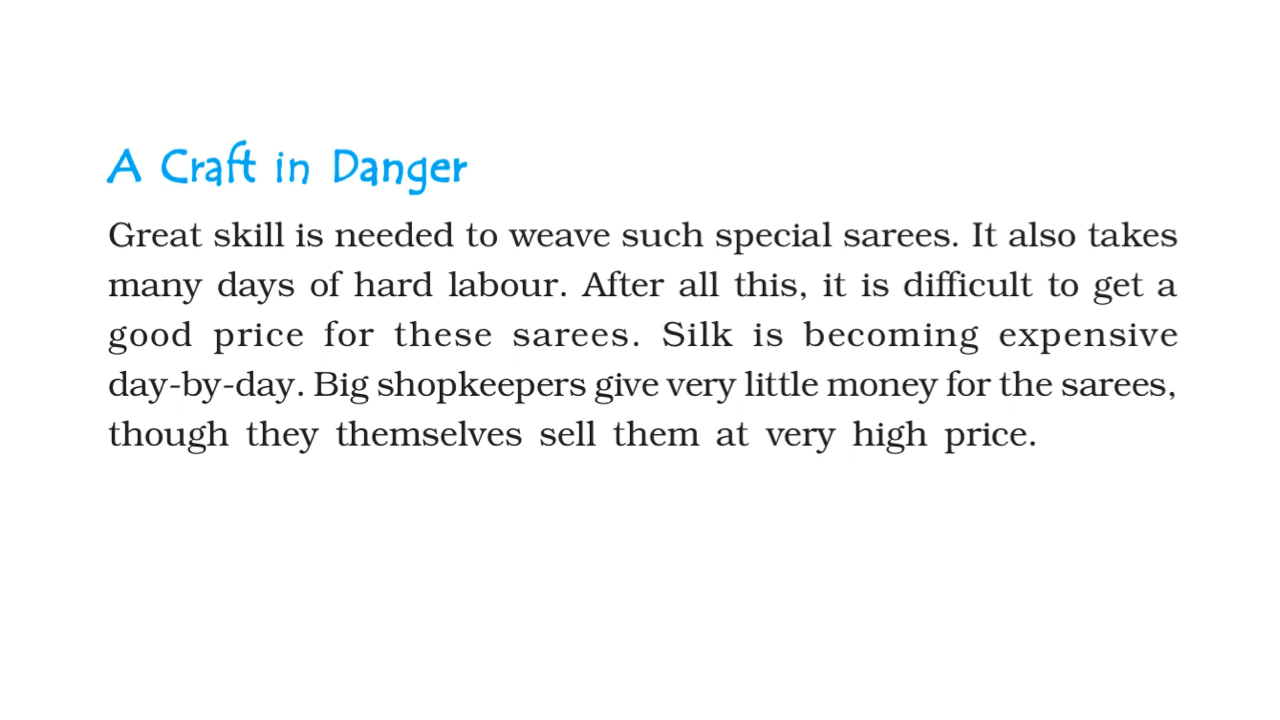 A Craft in Danger
Great skill is needed to weave such special sarees. It also takes
many days of hard labour. After all this, it is difficult to get a
good price for these sarees. Silk is becoming expensive
day-by-day. Big shopkeepers give very little money for the sarees,
though they themselves sell them at very high price.